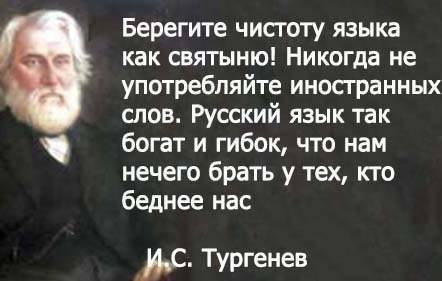 Берегите чистоту языка
как святыню! Никогда не
употребляйте иностранных
слов. Русский язык так
богат и гибок, что нам
нечего брать у тех, кто
беднее нас
И.С. Тургенев